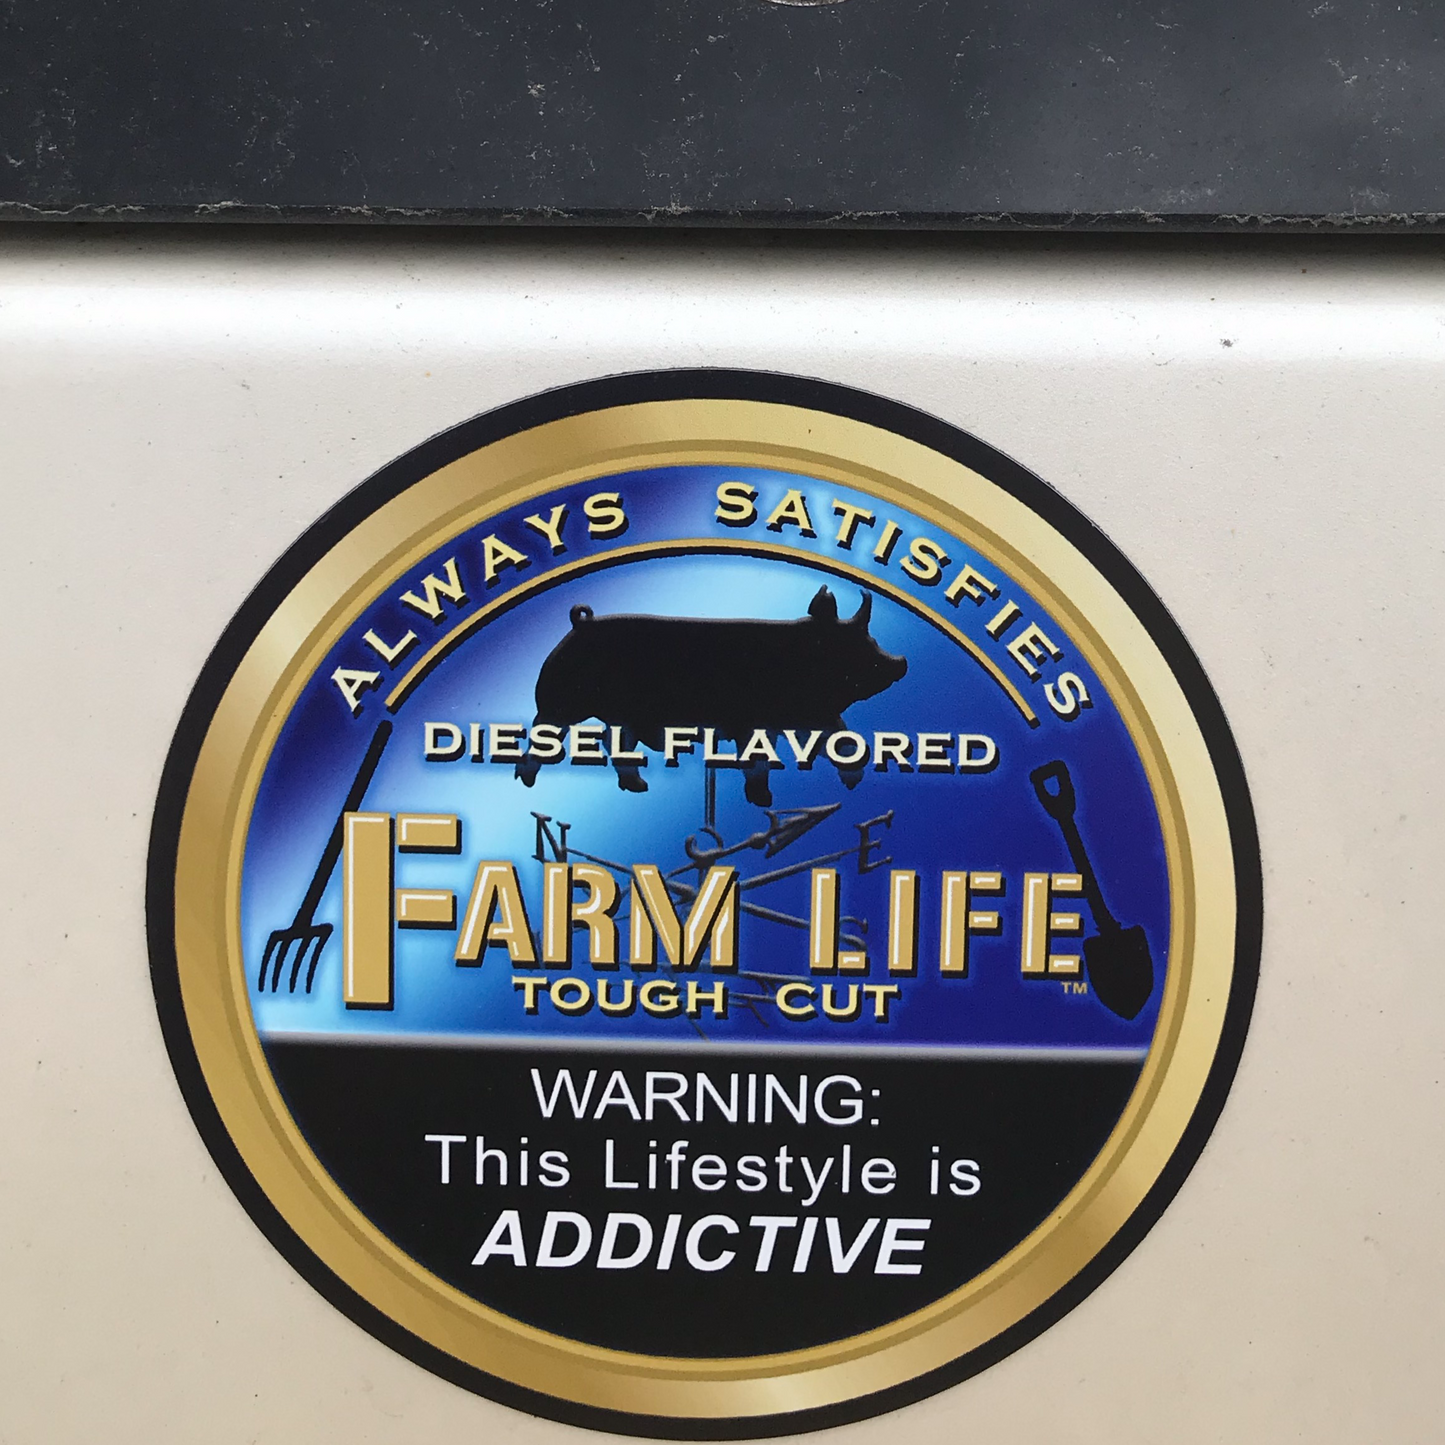 ALWAYS SATISFIES
DIESEL FLAVORED
N E
FARM LIFE
S
TM
TOUGH CUT
WARNING:
This Lifestyle is
ADDICTIVE